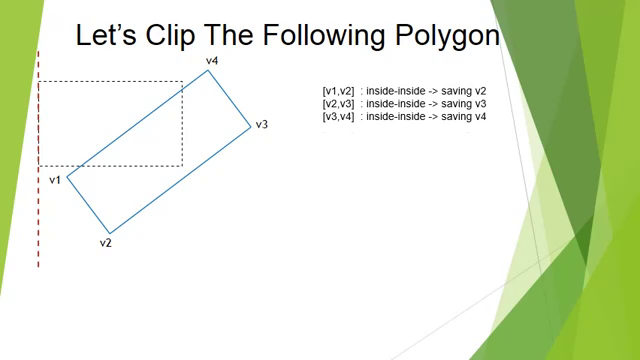 Let's Clip The Following Polygon
v4
[v1,v2] : inside-inside -> saving v2
[v2,v3] : inside-inside -> saving v3
[v3,v4] : inside-inside -> saving v4
v3
v1
v2